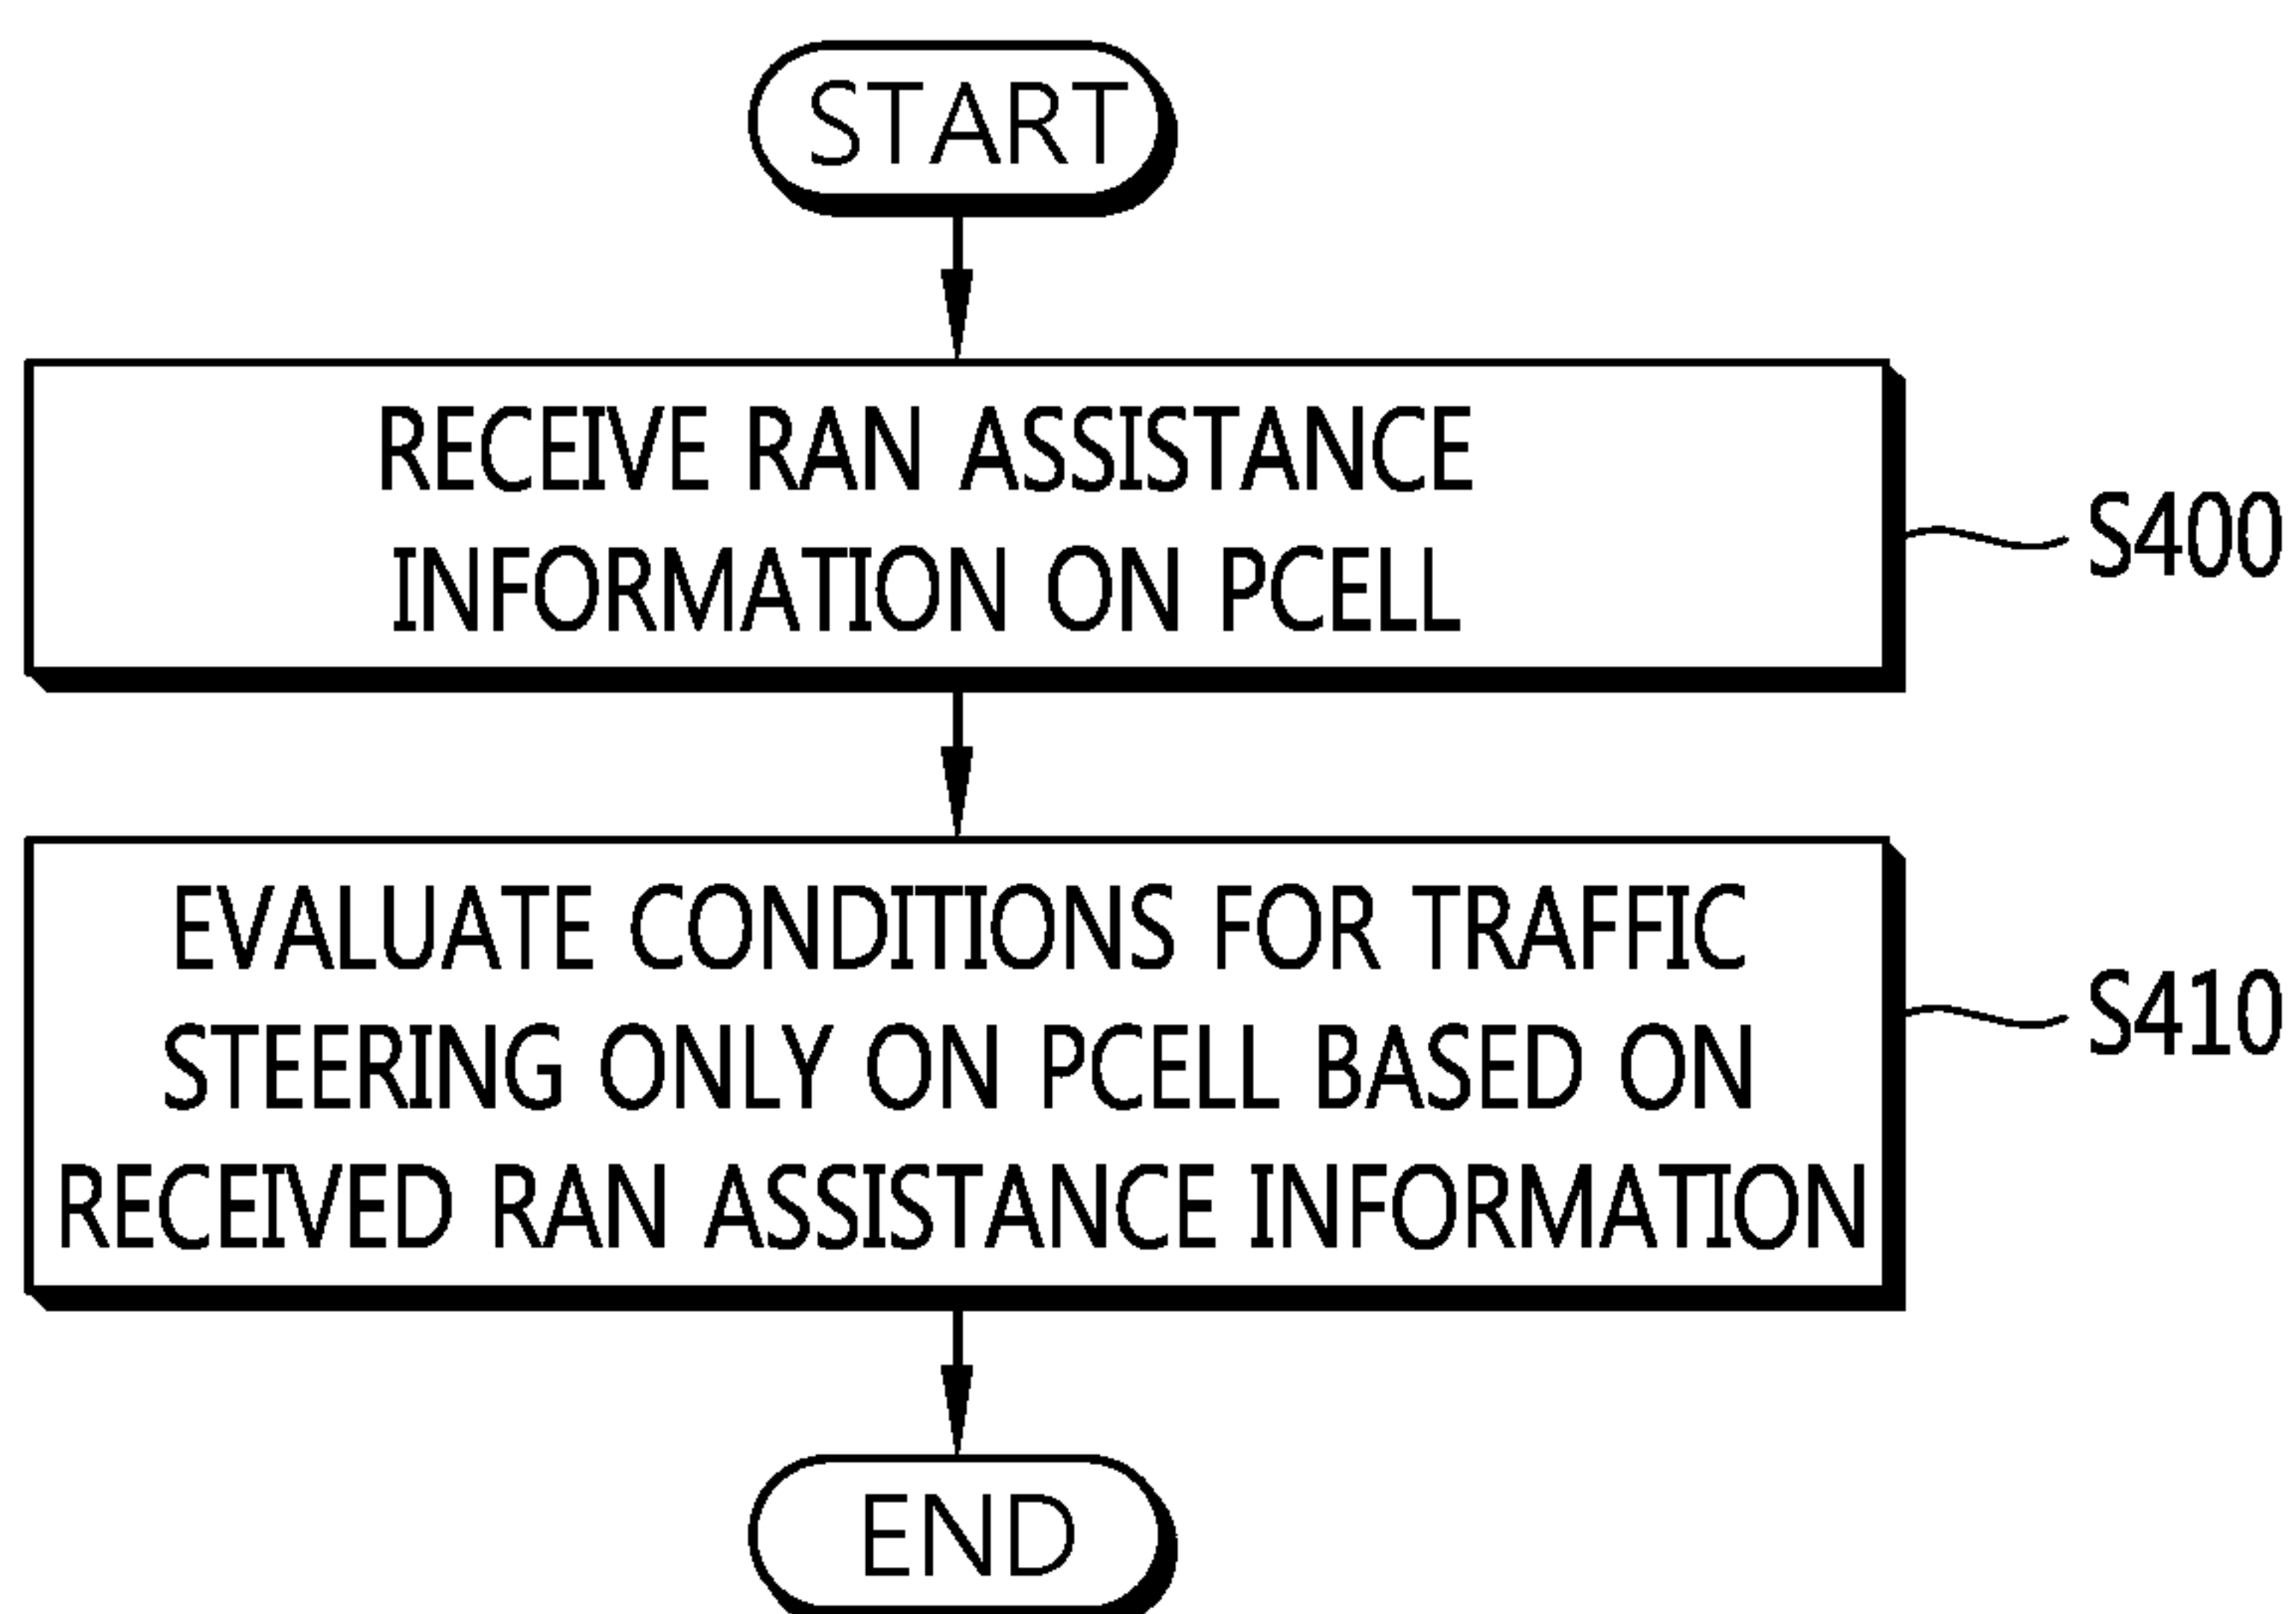 START
RECEIVE RAN ASSISTANCE
INFORMATION ON PCELL
S400
EVALUATE CONDITIONS FOR TRAFFIC
STEERING ONLY ON PCELL BASED ON
RECEIVED RAN ASSISTANCE INFORMATION
S410
END